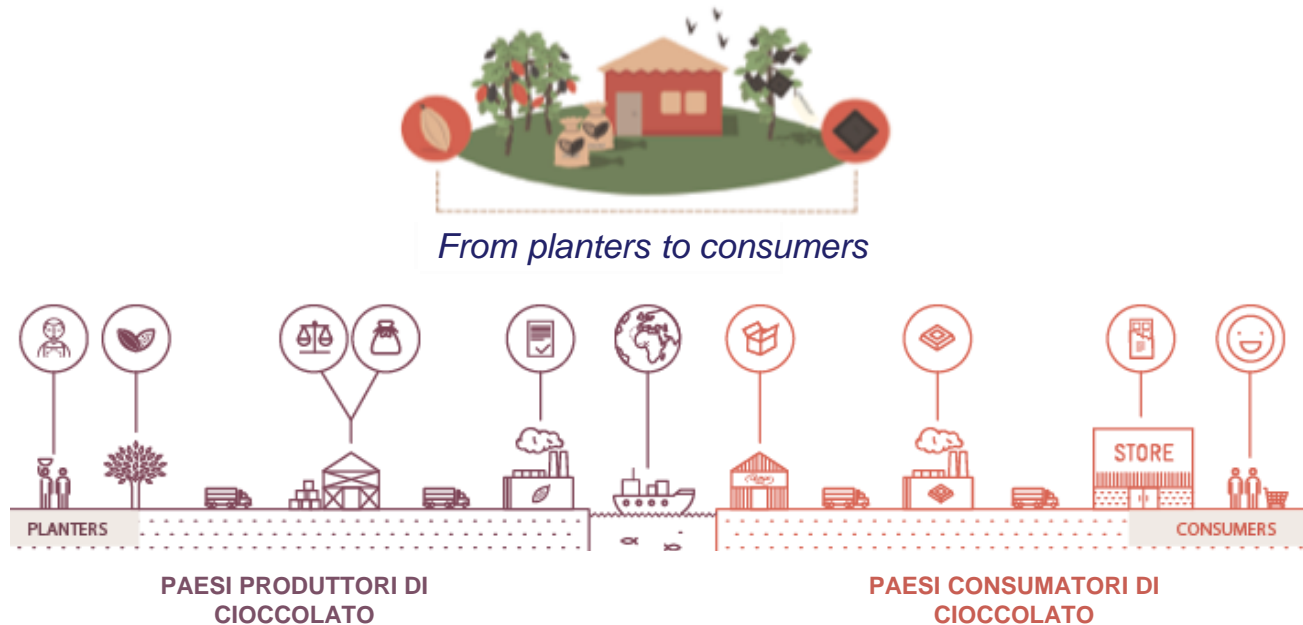 From planters to consumers
STORE
PLANTERS
CONSUMERS
PAESI PRODUTTORI DI
CIOCCOLATO
PAESI CONSUMATORI DI
CIOCCOLATO